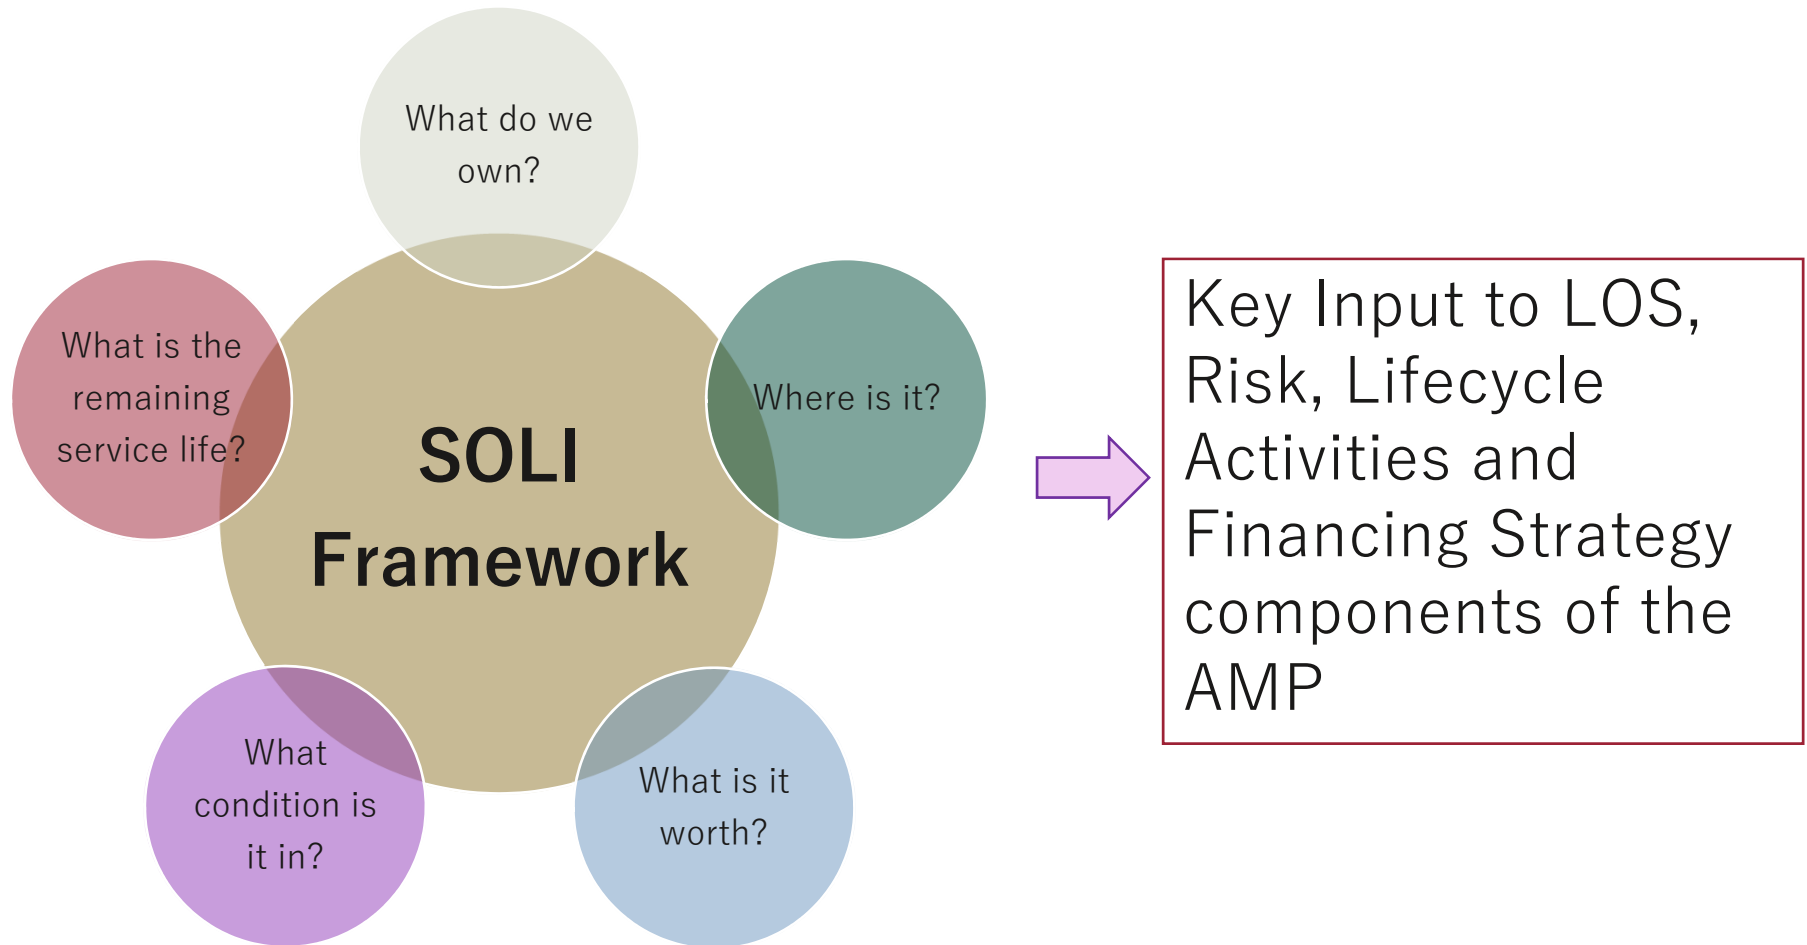 What do we
own?
Where is it?
What is it
worth?
What
condition is
it in?
What is the
remaining
service life?
SOLI
Framework
Key Input to LOS,
Risk, Lifecycle
Activities and
Financing Strategy
components of the
AMP